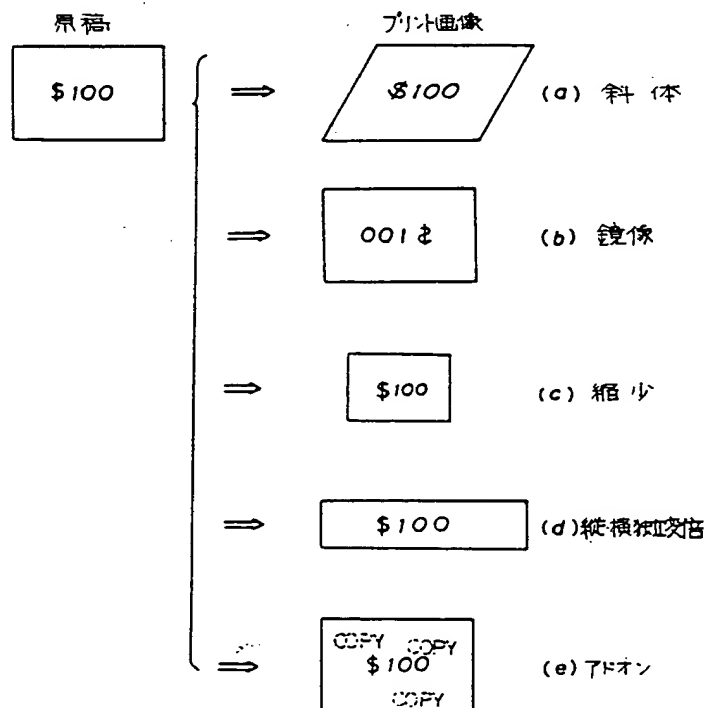 原稿 プリント画像
$100 $100 (a) 斜体
001$ (b) 鏡像
$100 (c) 縮少
$100 (d) 縦横独立変倍
COPY COPY
$100 (e) アドオン
COPY